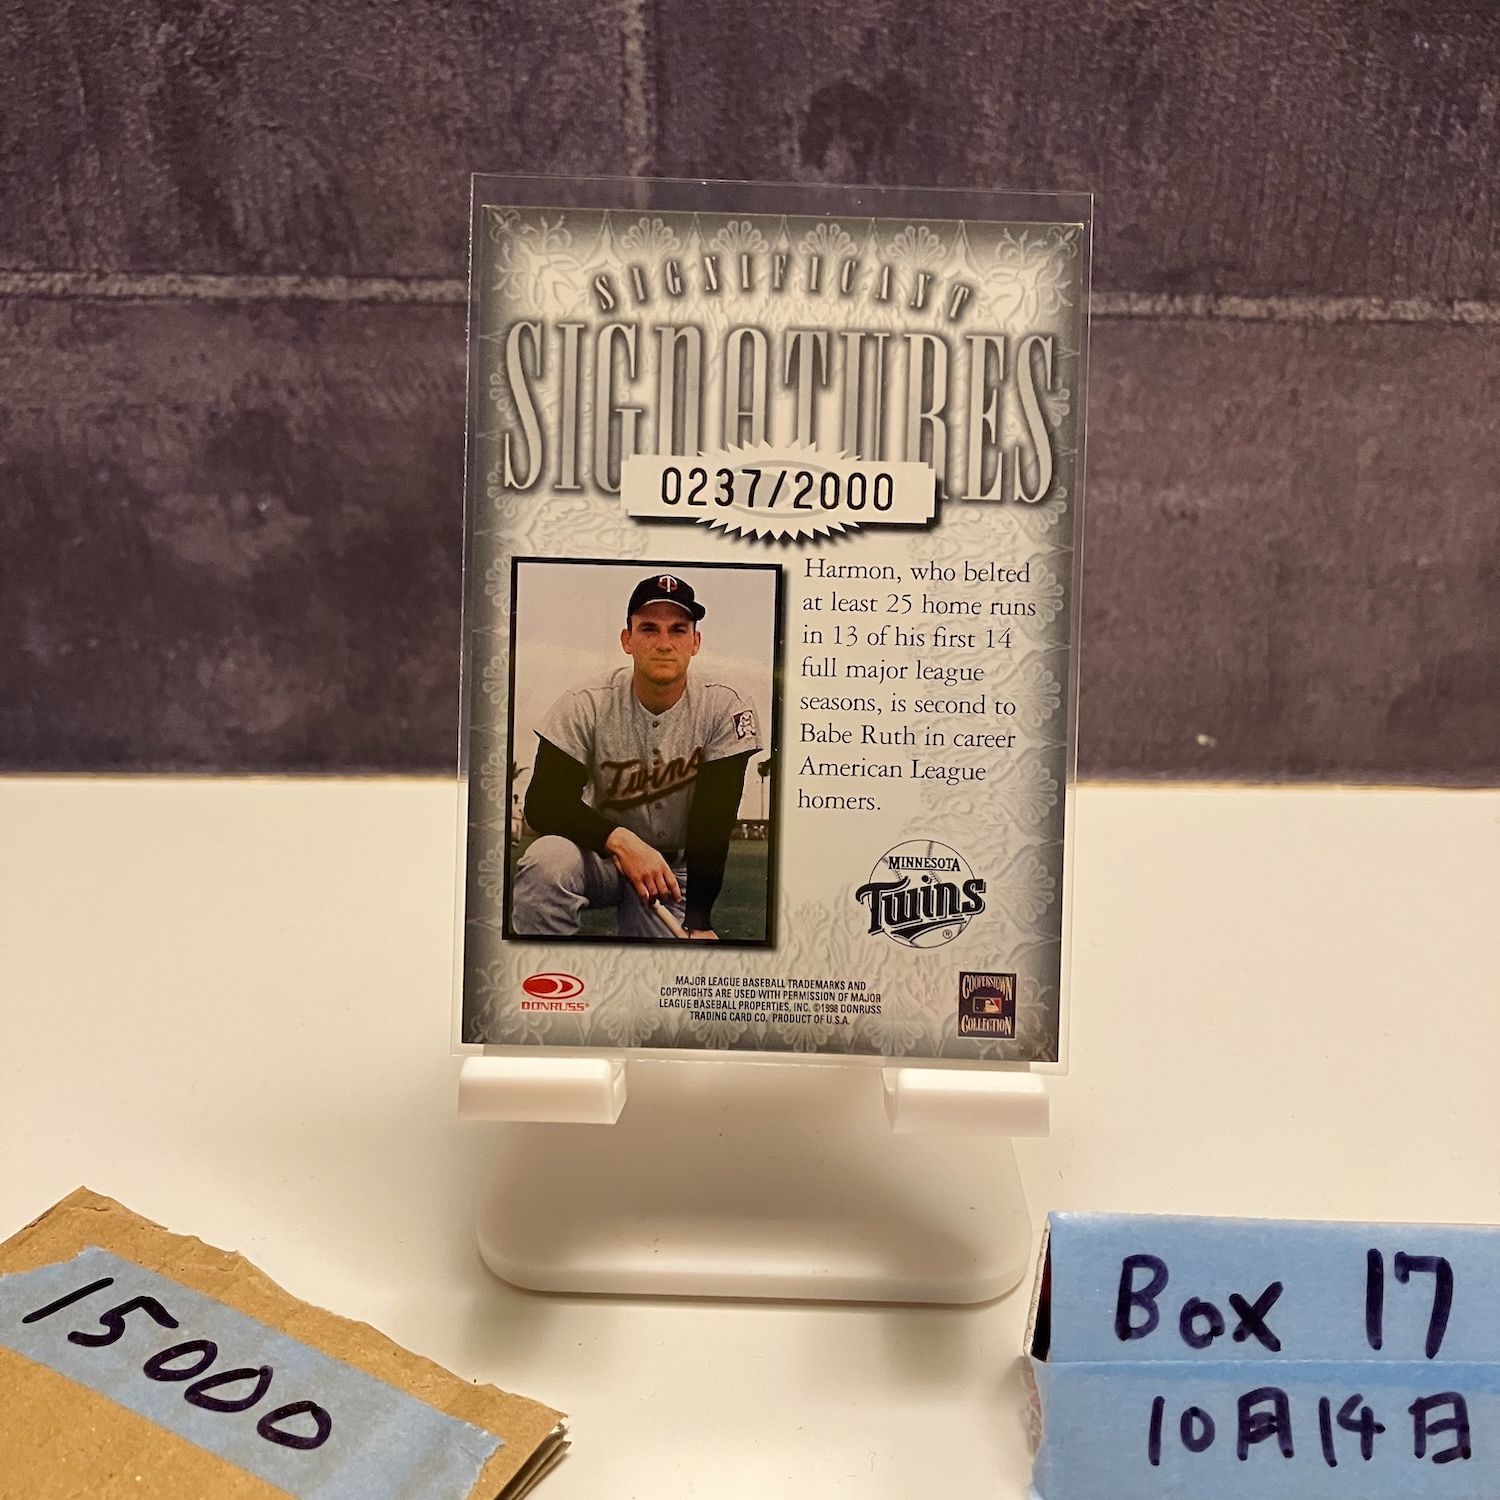 SIGNIFICANT
SIGNATURES
0237/2000
Harmon, who belted
at least 25 home runs
in 13 of his first 14
full major league
seasons, is second to
Babe Ruth in career
American League
homers.
T
Twins
MINNESOTA
Twins
®
DONRUSS®
MAJOR LEAGUE BASEBALL TRADEMARKS AND
COPYRIGHTS ARE USED WITH PERMISSION OF MAJOR
LEAGUE BASEBALL PROPERTIES, INC. ©1998 DONRUSS
TRADING CARD CO. PRODUCT OF U.S.A.
COOPERSTOWN
COLLECTION
15000
Box 17
10月14日